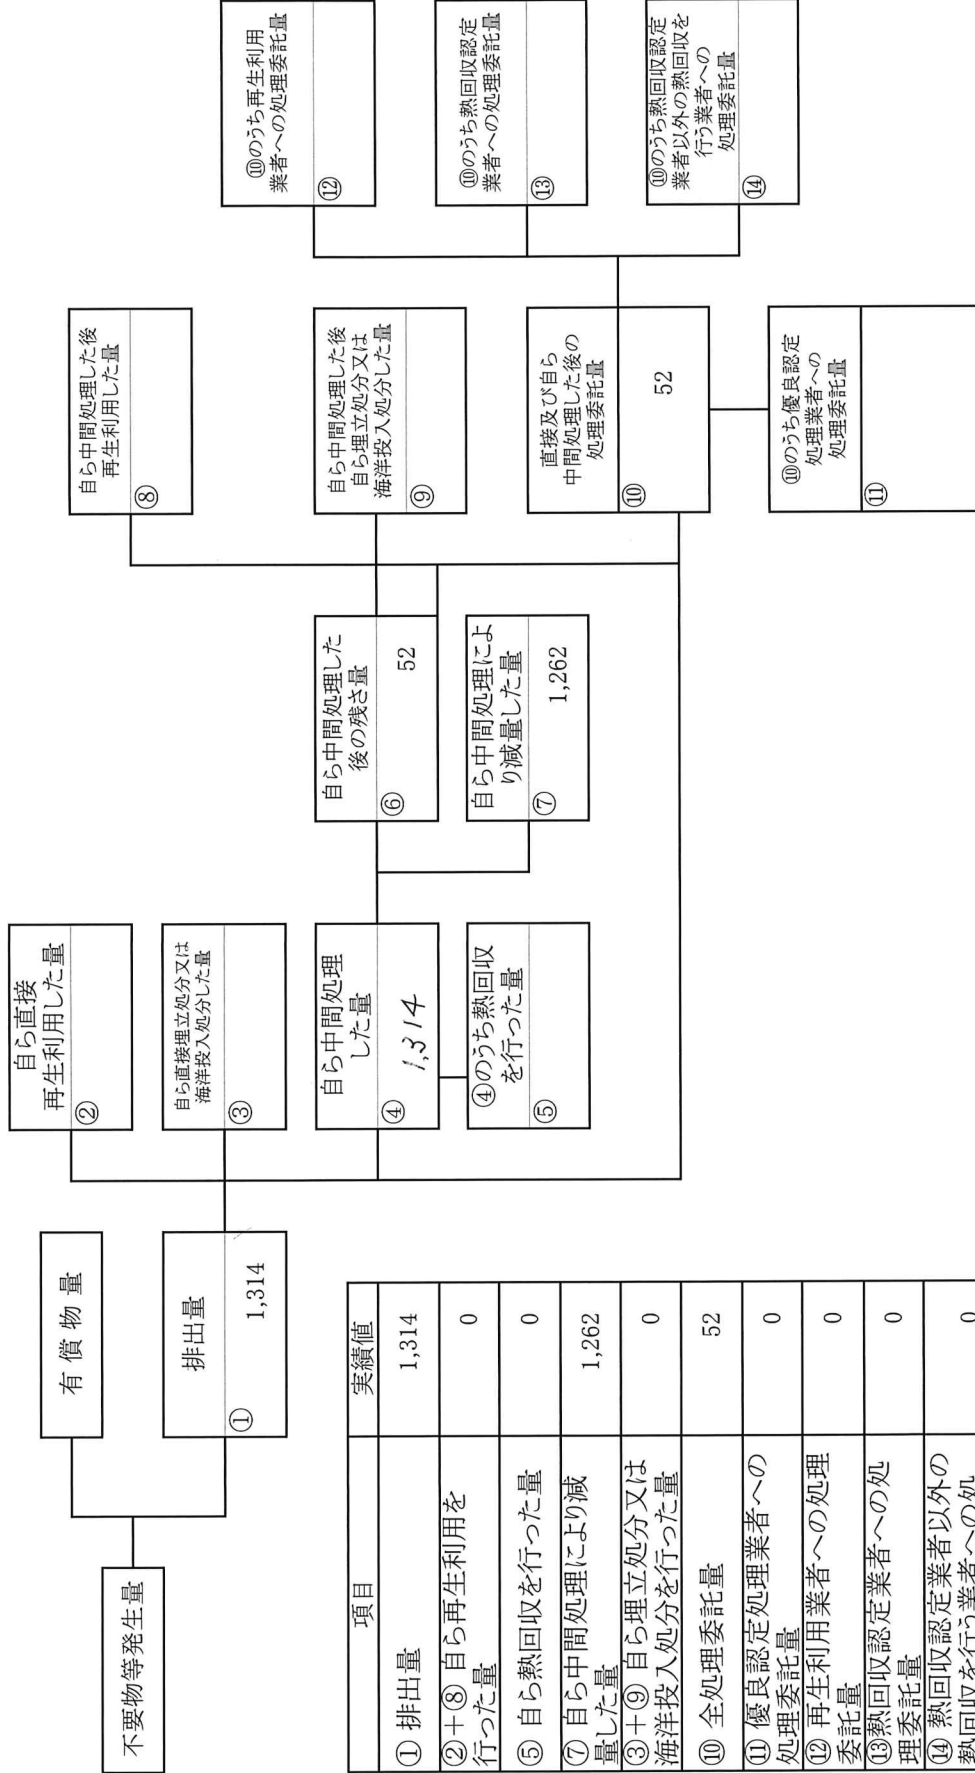 不要物等発生量
有 償 物 量
排出量
①
1,314
自ら直接
再生利用した量
②
自ら直接埋立処分又は
海洋投入処分した量
③
自ら中間処理
した量
④
1,314
④のうち熱回収
を行った量
⑤
自ら中間処理した
後の残さ量
⑥
52
自ら中間処理によ
り減量した量
⑦
1,262
自ら中間処理した後
再生利用した量
⑧
自ら中間処理した後
自ら埋立処分又は
海洋投入処分した量
⑨
直接及び自ら
中間処理した後の
処理委託量
⑩
52
⑩のうち優良認定
処理業者への
処理委託量
⑪
⑩のうち再生利用
業者への処理委託量
⑫
⑩のうち熱回収認定
業者への処理委託量
⑬
⑩のうち熱回収認定
業者以外の熱回収を
行う業者への
処理委託量
⑭
項目 実績値
① 排出量 1,314
②+⑧ 自ら再生利用を
行った量 0
⑤ 自ら熱回収を行った量 0
⑦ 自ら中間処理により減
量した量 1,262
③+⑨ 自ら埋立処分又は
海洋投入処分を行った量 0
⑩ 全処理委託量 52
⑪ 優良認定処理業者への
処理委託量 0
⑫ 再生利用業者への処理
委託量 0
⑬熱回収認定業者への処
理委託量 0
⑭ 熱回収認定業者以外の
熱回収を行う業者への処 0